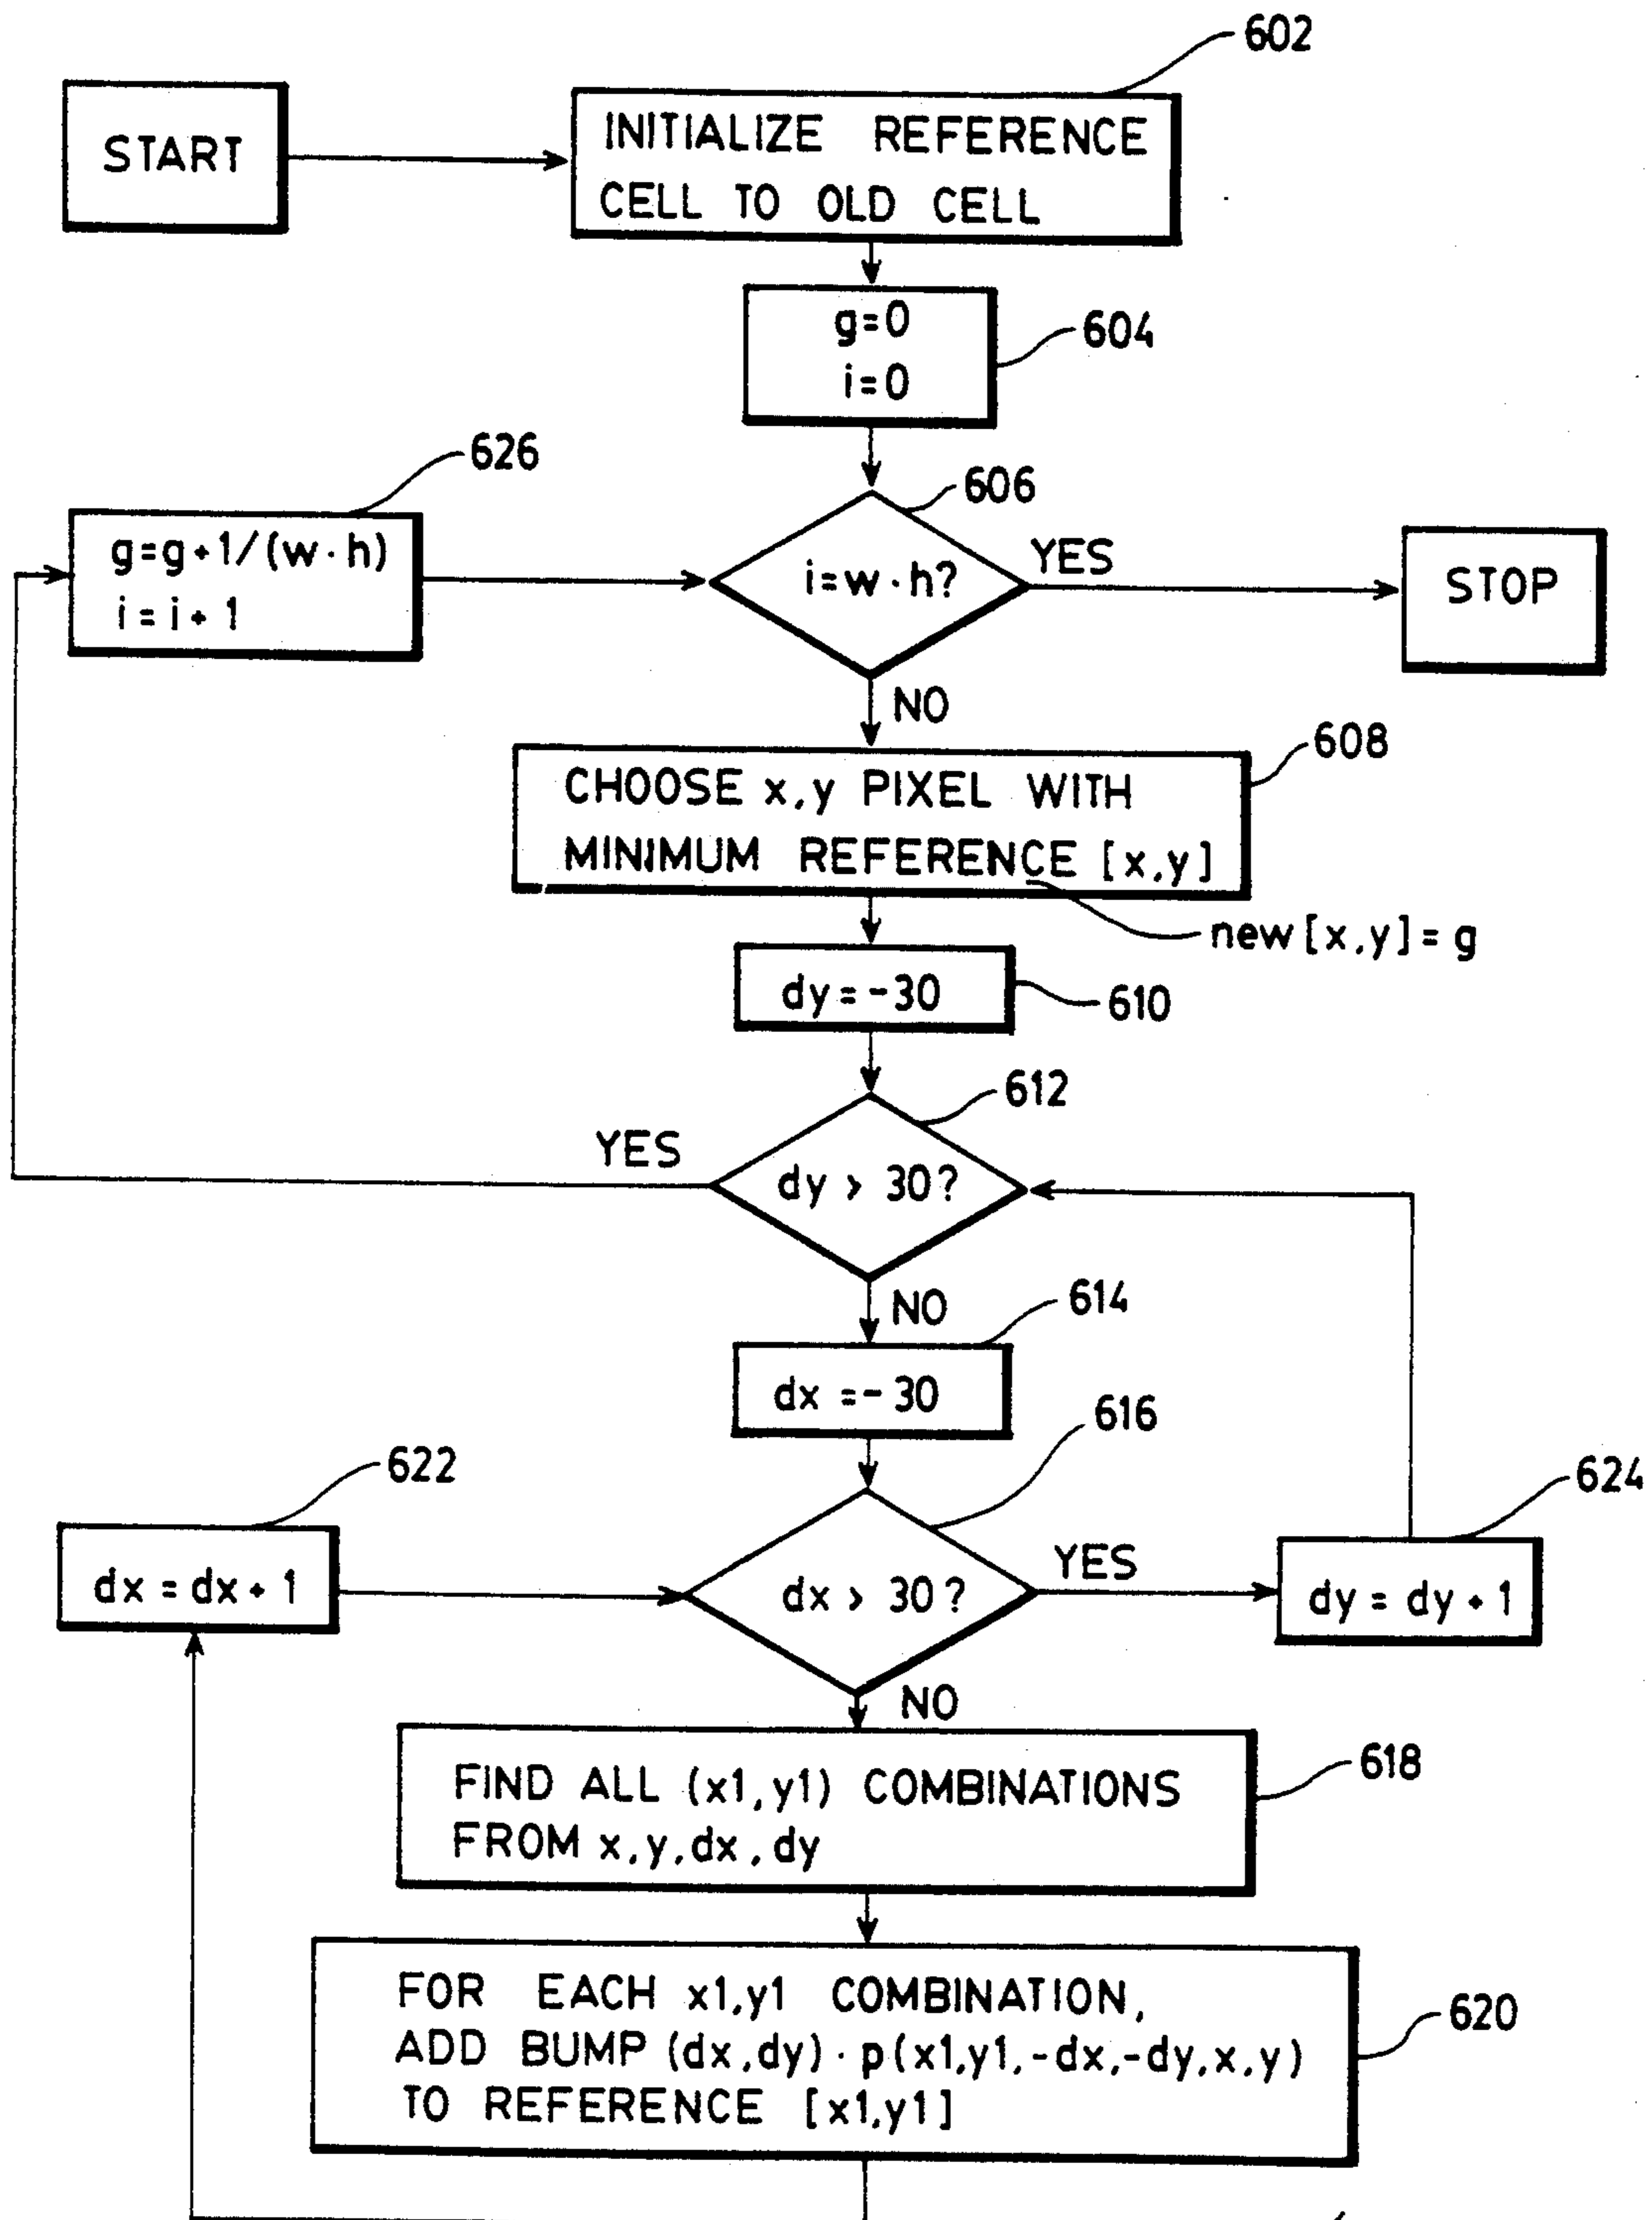 602
START
INITIALIZE REFERENCE
CELL TO OLD CELL
g=0
i=0
604
626
606
g=g+1/(w·h)
i=i+1
i=w·h?
YES
STOP
NO
608
CHOOSE x,y PIXEL WITH
MINIMUM REFERENCE [x,y]
new[x,y]=g
dy=-30
610
612
YES
dy > 30?
NO
614
dx =-30
616
622
624
dx = dx+1
dx > 30?
YES
dy = dy+1
NO
618
FIND ALL (x1,y1) COMBINATIONS
FROM x,y,dx,dy
FOR EACH x1,y1 COMBINATION,
ADD BUMP (dx,dy)·p(x1,y1,-dx,-dy,x,y)
TO REFERENCE [x1,y1]
620